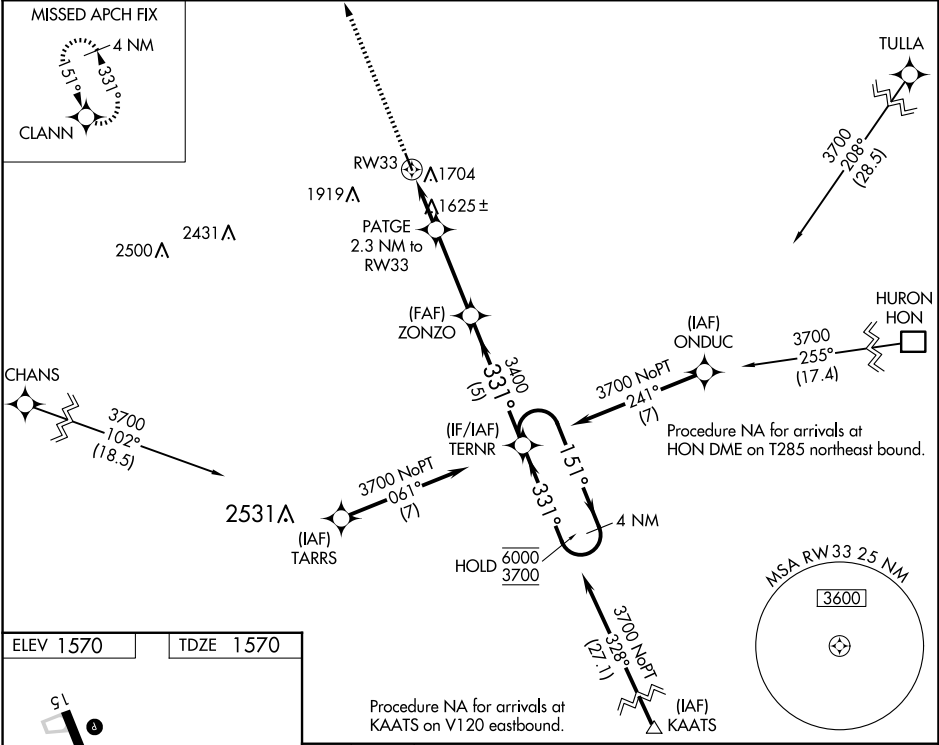 MISSED APCH FIX
4 NM
151°
331°
CLANN
TULLA
3700
208°
(28.5)
RW33
1704
1919
1625±
PATGE
2.3 NM to
RW33
2431
2500
(FAF)
ZONZO
HURON
HON
3700
255°
(17.4)
(IAF)
ONDUC
3400
331°
(5)
3700 NoPT
241°
(7)
CHANS
3700
102°
(18.5)
Procedure NA for arrivals at
HON DME on T285 northeast bound.
(IF/IAF)
TERNR
151°
331°
4 NM
3700 NoPT
061°
(7)
2531
(IAF)
TARRS
HOLD 6000
3700
MSA RW33 25 NM
3600
3700 NoPT
328°
(27.1)
ELEV 1570
TDZE 1570
15
P
Procedure NA for arrivals at
KAATS on V120 eastbound.
(IAF)
KAATS